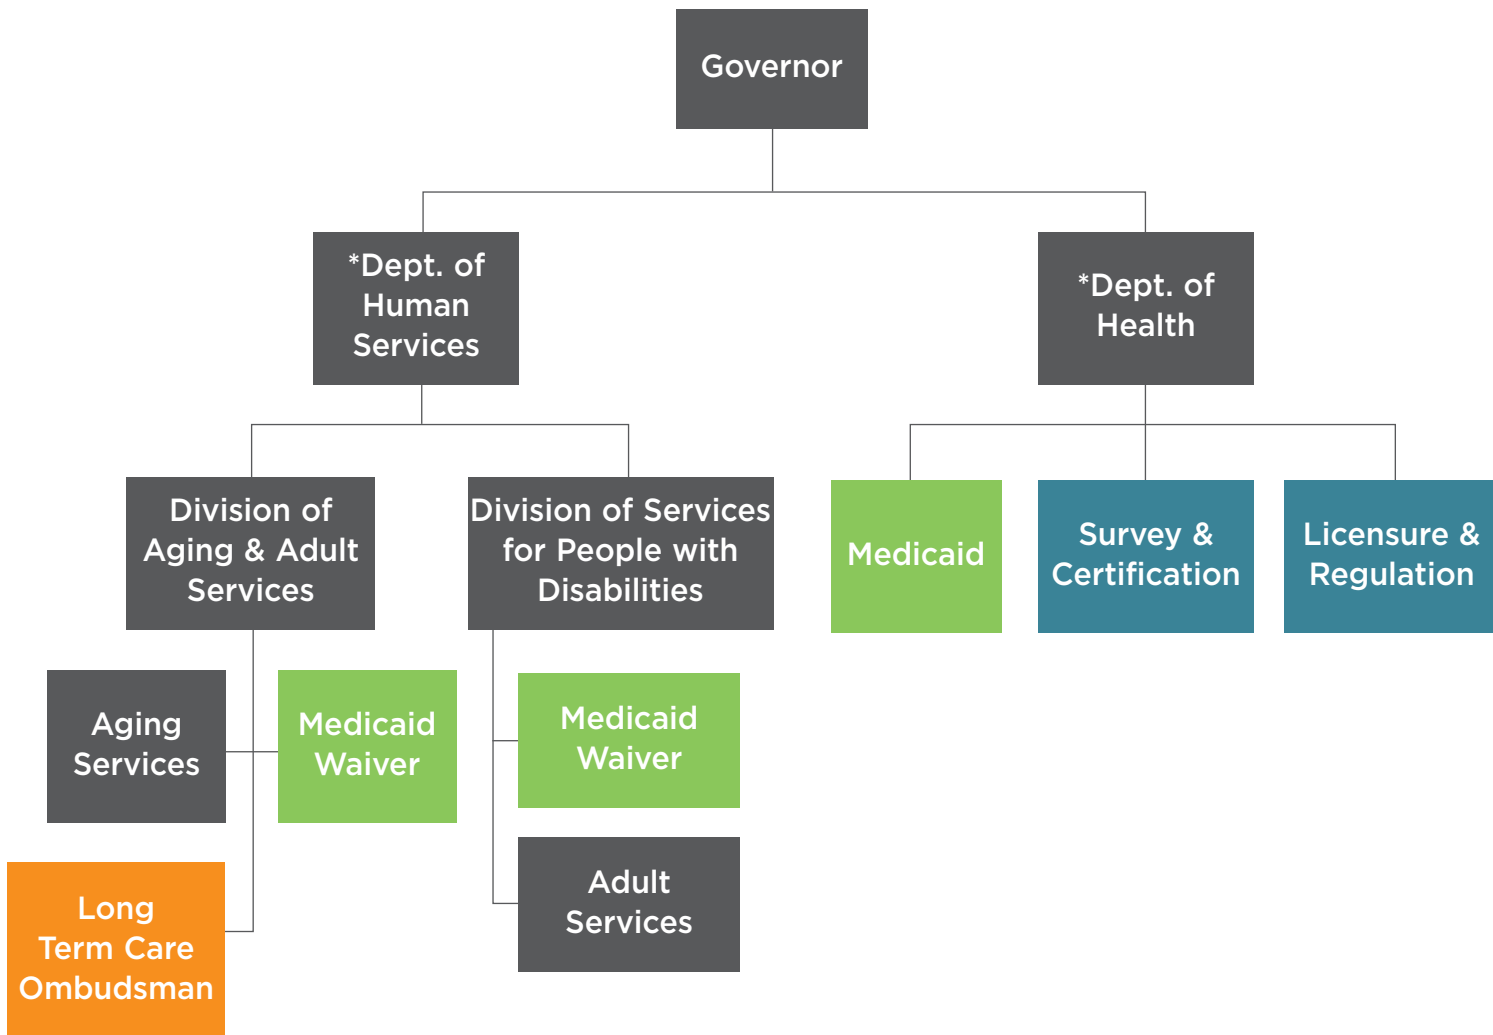 Governor
*Dept. of
Human
Services
*Dept. of
Health
Division of
Aging & Adult
Services
Division of Services
for People with
Disabilities
Medicaid
Survey &
Certification
Licensure &
Regulation
Aging
Services
Medicaid
Waiver
Medicaid
Waiver
Long
Term Care
Ombudsman
Adult
Services